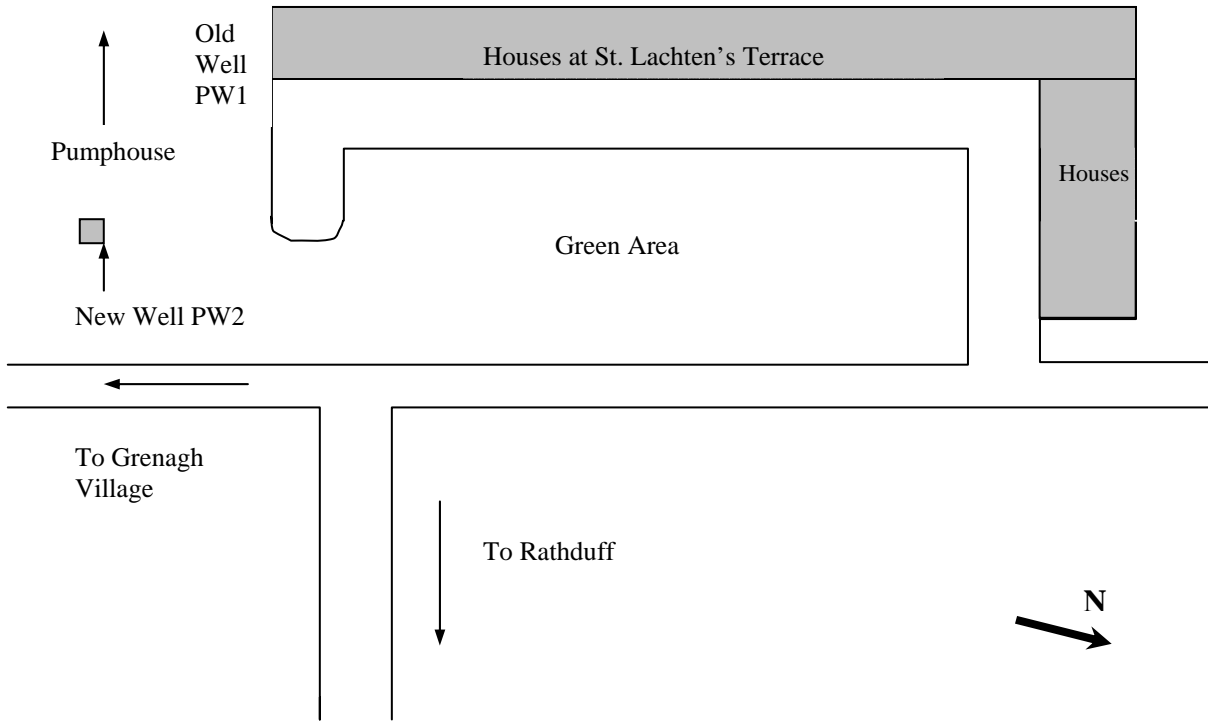 Old
Well
PW1
Houses at St. Lachten’s Terrace
Pumphouse
Houses
Green Area
New Well PW2
To Grenagh
Village
To Rathduff
N